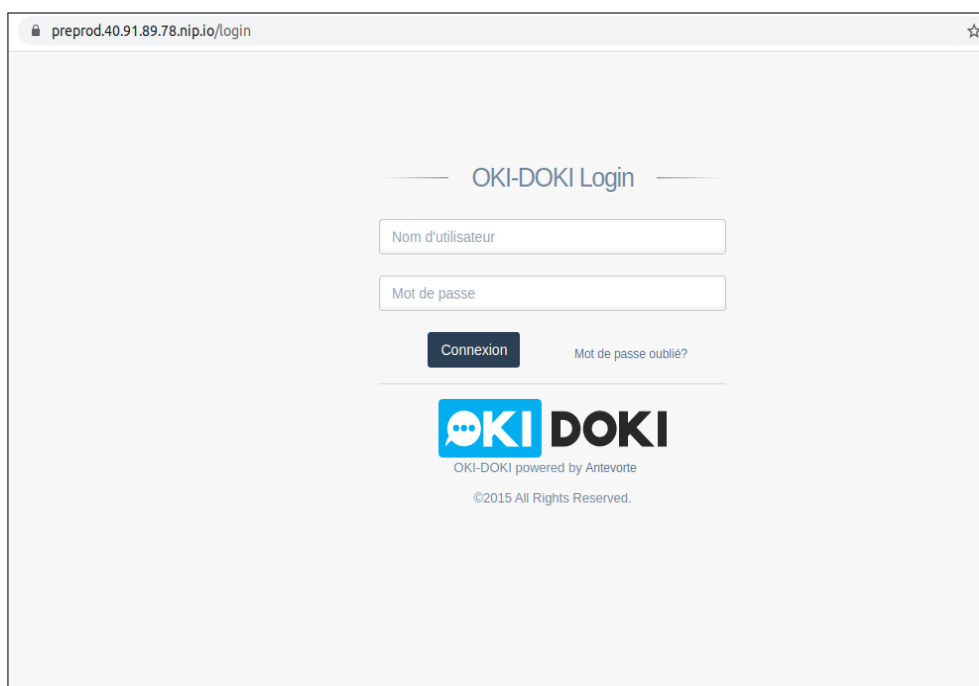 preprod.40.91.89.78.nip.io/login
OKI-DOKI Login
Nom d'utilisateur
Mot de passe
Connexion
Mot de passe oublié?
OKI DOKI
OKI-DOKI powered by Antevorte
©2015 All Rights Reserved.